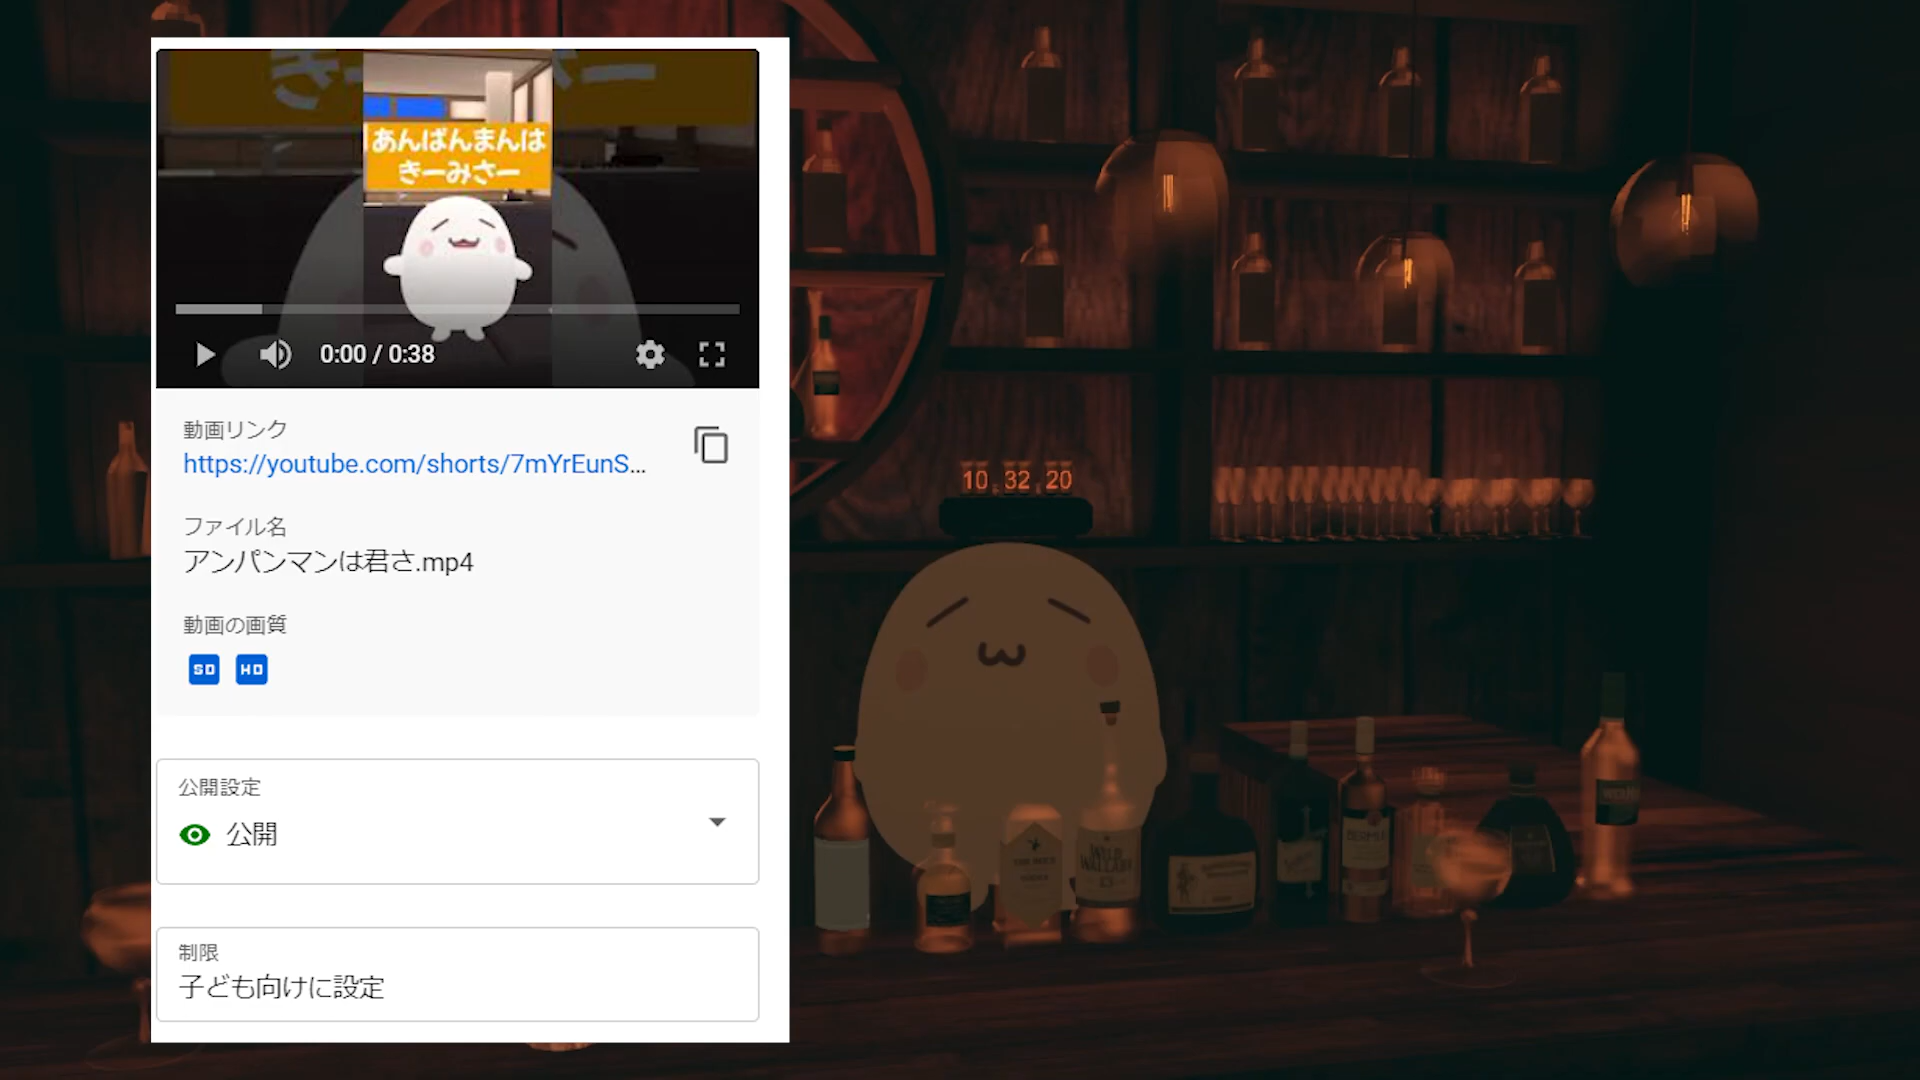 あんぱんまんは
きーみさー
0:00 / 0:38
動画リンク
https://youtube.com/shorts/7mYrEunS...
ファイル名
アンパンマンは君さ.mp4
動画の画質
SD HD
公開設定
公開
制限
子ども向けに設定
10.32.20